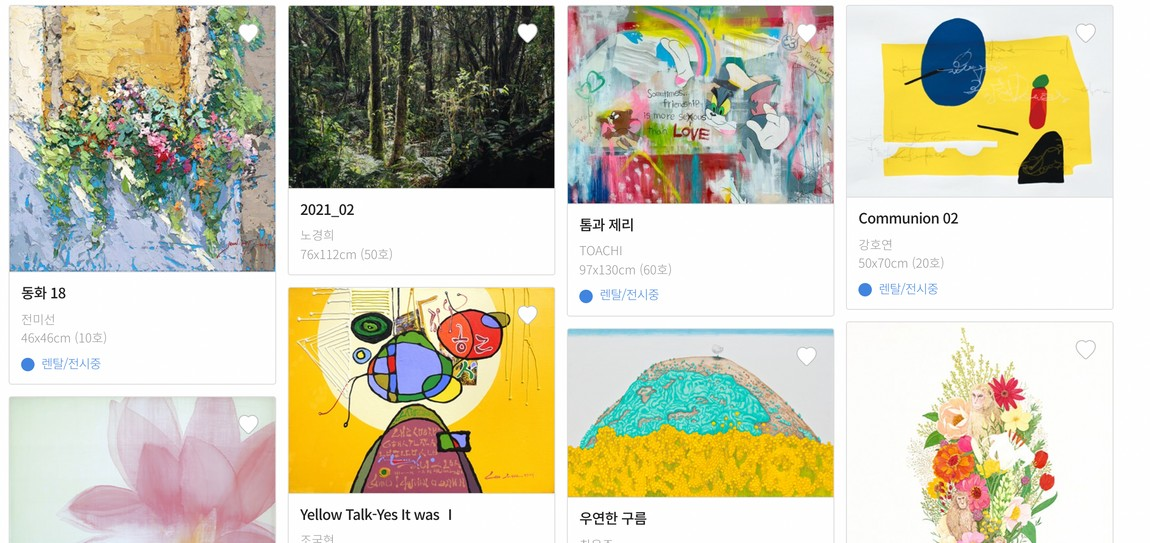 동화 18
전미선
46x46cm (10호)
렌탈/전시중
2021_02
노경희
76x112cm (50호)
Yellow Talk-Yes It was Ⅰ
조국현
Sometimes
friendship
is more serious
than LOVE
톰과 제리
TOACHI
97x130cm (60호)
렌탈/전시중
우연한 구름
Communion 02
강호연
50x70cm (20호)
렌탈/전시중